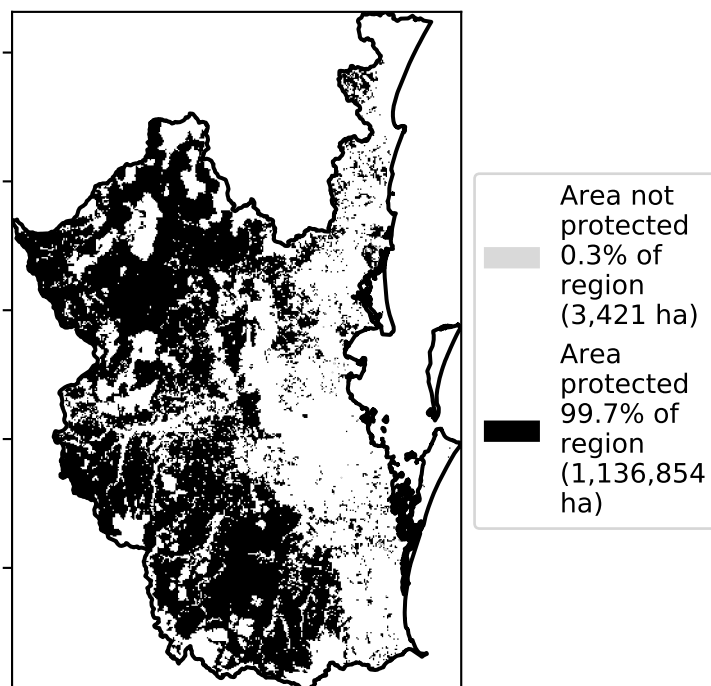 Area not
protected
0.3% of
region
(3,421 ha)
Area
protected
99.7% of
region
(1,136,854
ha)